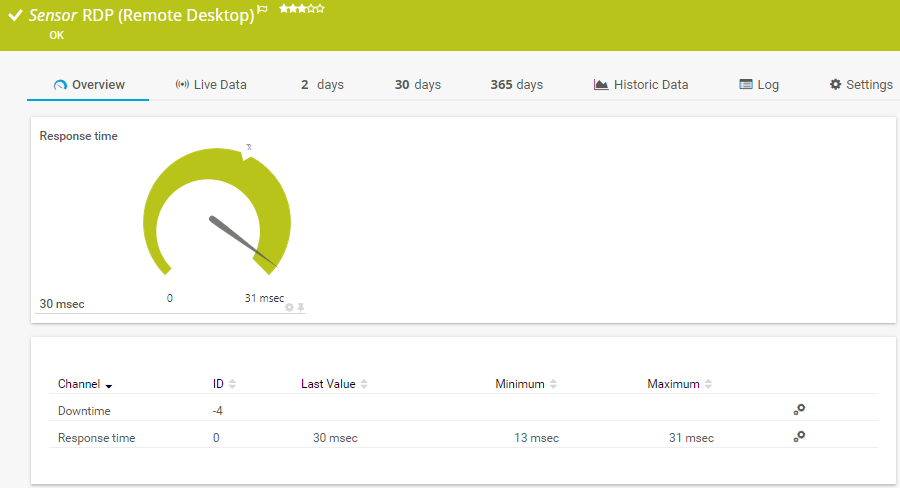 Sensor RDP (Remote Desktop)
OK
Overview Live Data 2 days 30 days 365 days Historic Data Log Settings
Response time
0 31 msec
30 msec
Channel ID Last Value Minimum Maximum
Downtime -4
Response time 0 30 msec 13 msec 31 msec